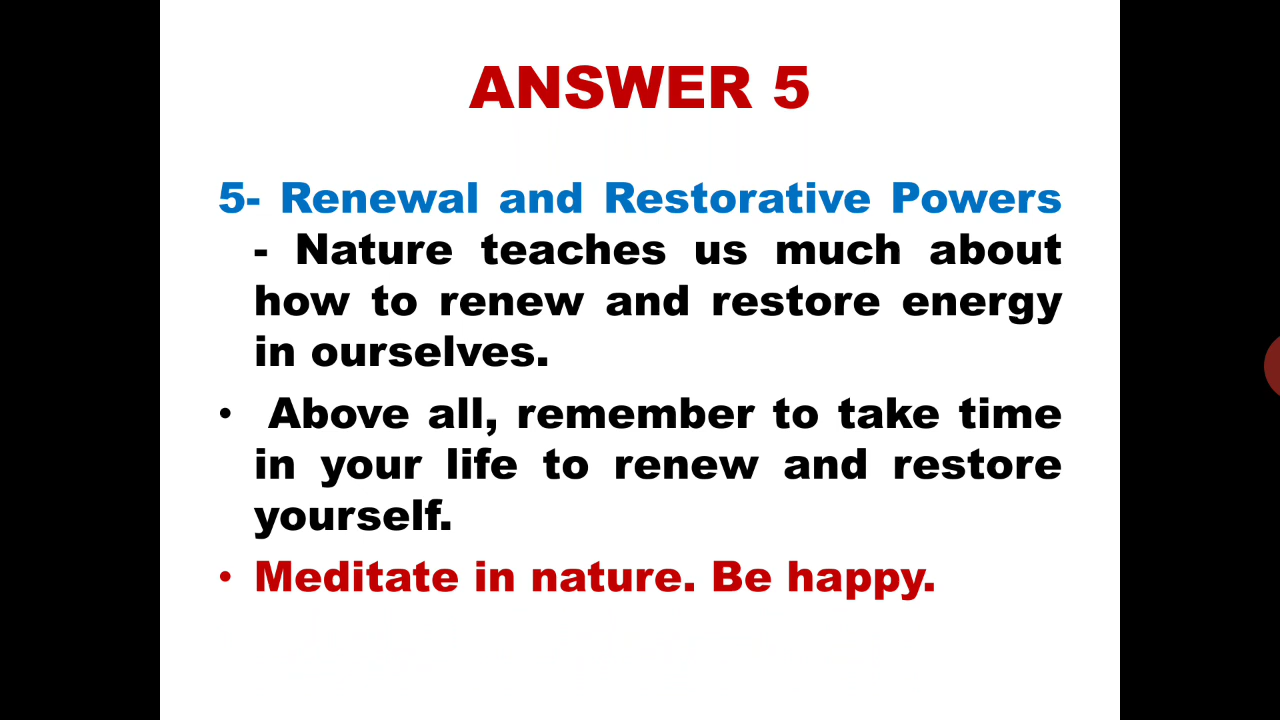 ANSWER 5
5- Renewal and Restorative Powers
- Nature teaches us much about
how to renew and restore energy
in ourselves.
• Above all, remember to take time
in your life to renew and restore
yourself.
• Meditate in nature. Be happy.